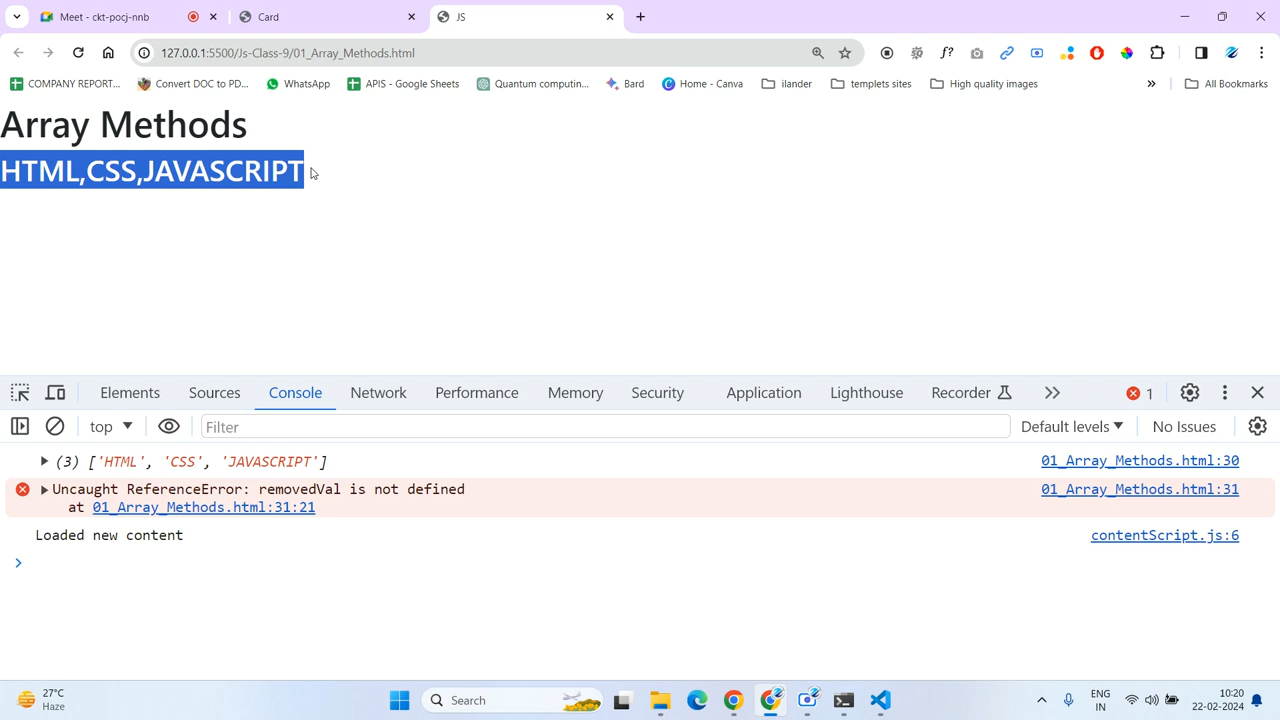 Meet - ckt-pocj-nnb
Card
JS
127.0.0.1:5500/Js-Class-9/01_Array_Methods.html
COMPANY REPORT...
Convert DOC to PD...
WhatsApp
APIS - Google Sheets
Quantum computin...
Bard
Home - Canva
ilander
templets sites
High quality images
All Bookmarks
Array Methods
HTML,CSS,JAVASCRIPT
Elements
Sources
Console
Network
Performance
Memory
Security
Application
Lighthouse
Recorder
1
top
Filter
Default levels
No Issues
(3) ['HTML', 'CSS', 'JAVASCRIPT']
01_Array_Methods.html:30
Uncaught ReferenceError: removedVal is not defined
01_Array_Methods.html:31
at 01_Array_Methods.html:31:21
Loaded new content
contentScript.js:6
27°C
Haze
Search
ENG
IN
10:20
22-02-2024